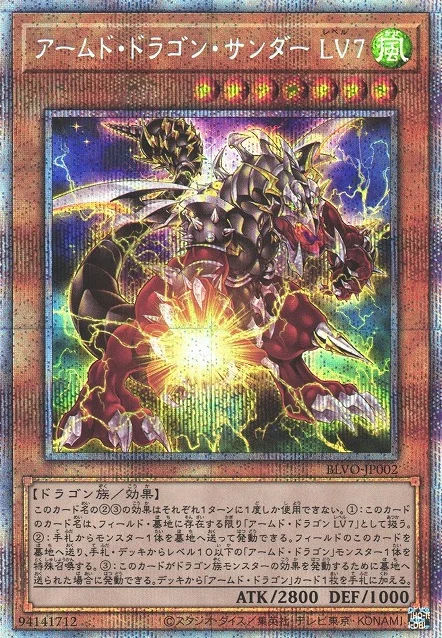 アームド・ドラゴン・サンダー LV7
レベル
風
BLVO-JP002
【ドラゴン族／効果】
このカード名の②③の効果はそれぞれ1ターンに1度しか使用できない。①：この
カードのカード名は、フィールド・墓地に存在する限り「アームド・ドラゴン LV7」として扱う。
②：手札からモンスター1体を墓地へ送って発動できる。フィールドのこのカードを
墓地へ送り、手札・デッキからレベル10以下の「アームド・ドラゴン」モンスター1体を
特殊召喚する。③：このカードがドラゴン族モンスターの効果を発動するために墓地へ
送られた場合に発動できる。デッキから「アームド・ドラゴン」カード1枚を手札に加える。
ATK/2800 DEF/1000
94141712
©スタジオ・ダイス／集英社・テレビ東京・KONAMI